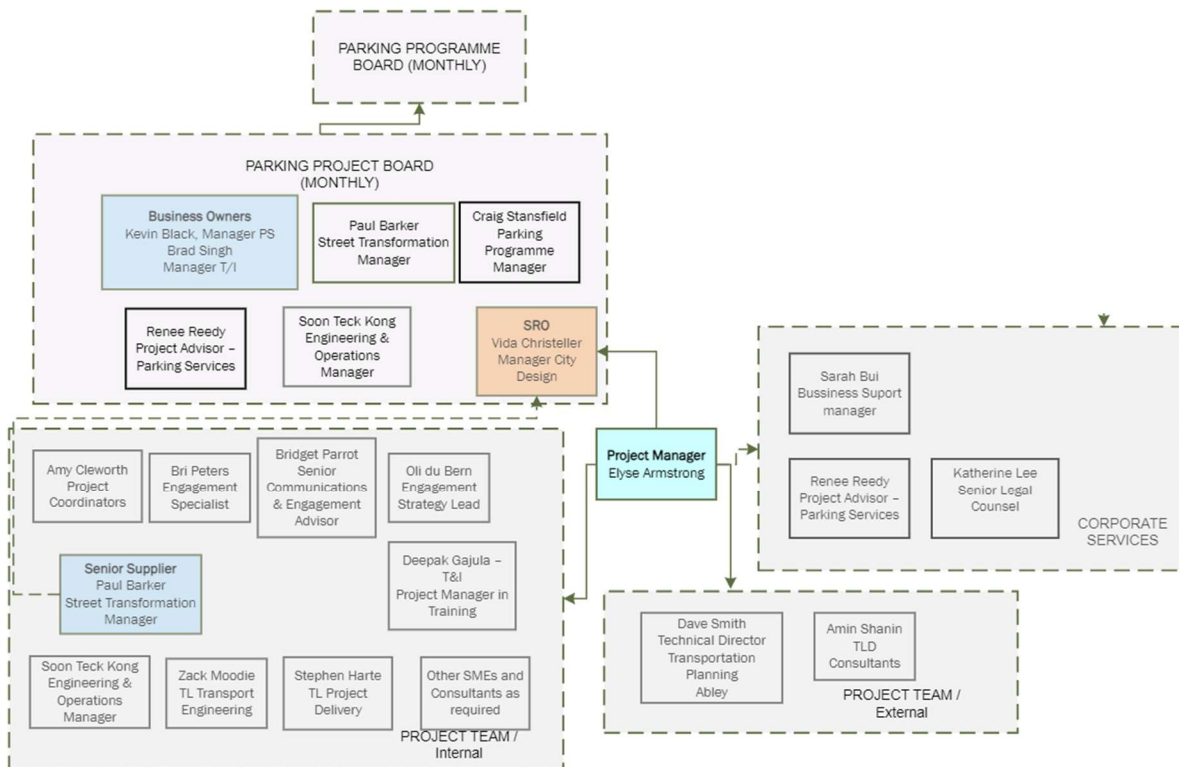 PARKING PROGRAMME
BOARD (MONTHLY)
PARKING PROJECT BOARD
(MONTHLY)
Business Owners
Kevin Black, Manager PS
Brad Singh
Manager T/I
Paul Barker
Street Transformation
Manager
Craig Stansfield
Parking
Programme
Manager
Renee Reedy
Project Advisor –
Parking Services
Soon Teck Kong
Engineering &
Operations
Manager
SRO
Vida Christeller
Manager City
Design
Project Manager
Elyse Armstrong
Amy Cleworth
Project
Coordinators
Bri Peters
Engagement
Specialist
Bridget Parrot
Senior
Communications
& Engagement
Advisor
Oli du Bern
Engagement
Strategy Lead
Senior Supplier
Paul Barker
Street Transformation
Manager
Deepak Gajula –
T&I
Project Manager in
Training
Soon Teck Kong
Engineering &
Operations
Manager
Zack Moodie
TL Transport
Engineering
Stephen Harte
TL Project
Delivery
Other SMEs and
Consultants as
required
PROJECT TEAM /
Internal
Sarah Bui
Bussiness Suport
manager
Renee Reedy
Project Advisor –
Parking Services
Katherine Lee
Senior Legal
Counsel
CORPORATE
SERVICES
Dave Smith
Technical Director
Transportation
Planning
Abley
Amin Shanin
TLD
Consultants
PROJECT TEAM /
External